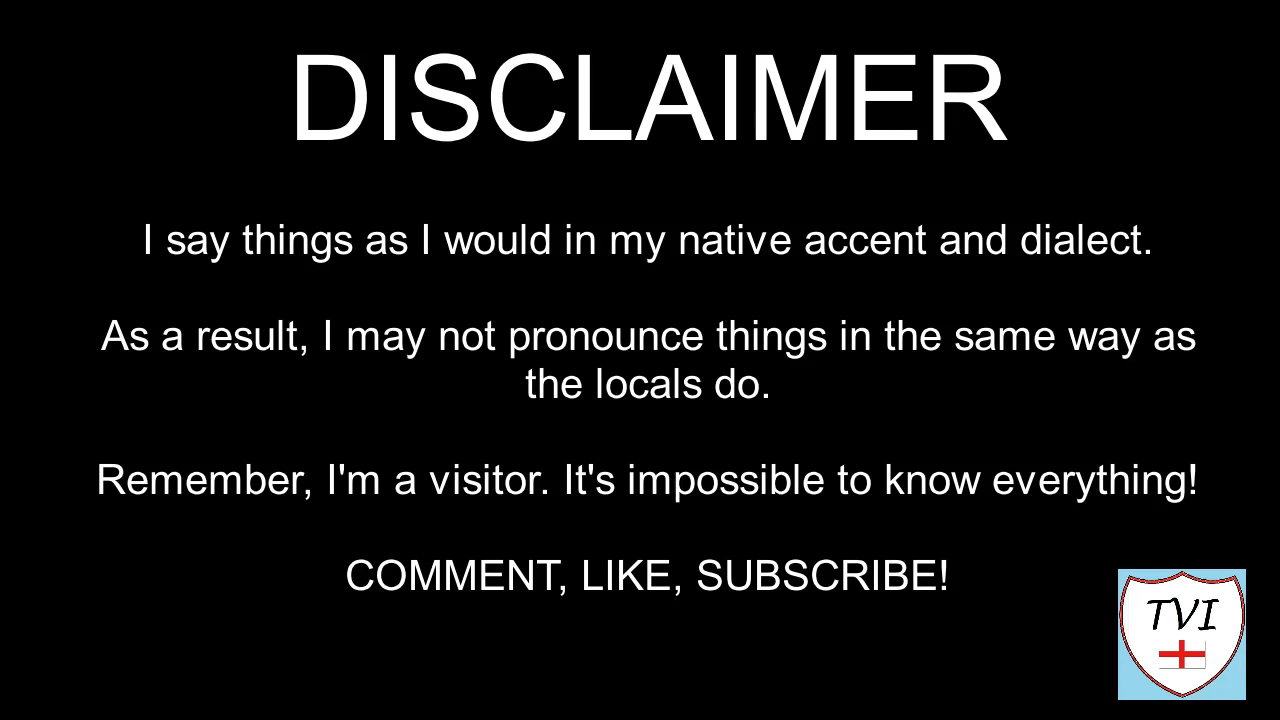 DISCLAIMER
I say things as I would in my native accent and dialect.
As a result, I may not pronounce things in the same way as
the locals do.
Remember, I'm a visitor. It's impossible to know everything!
COMMENT, LIKE, SUBSCRIBE!
TVI